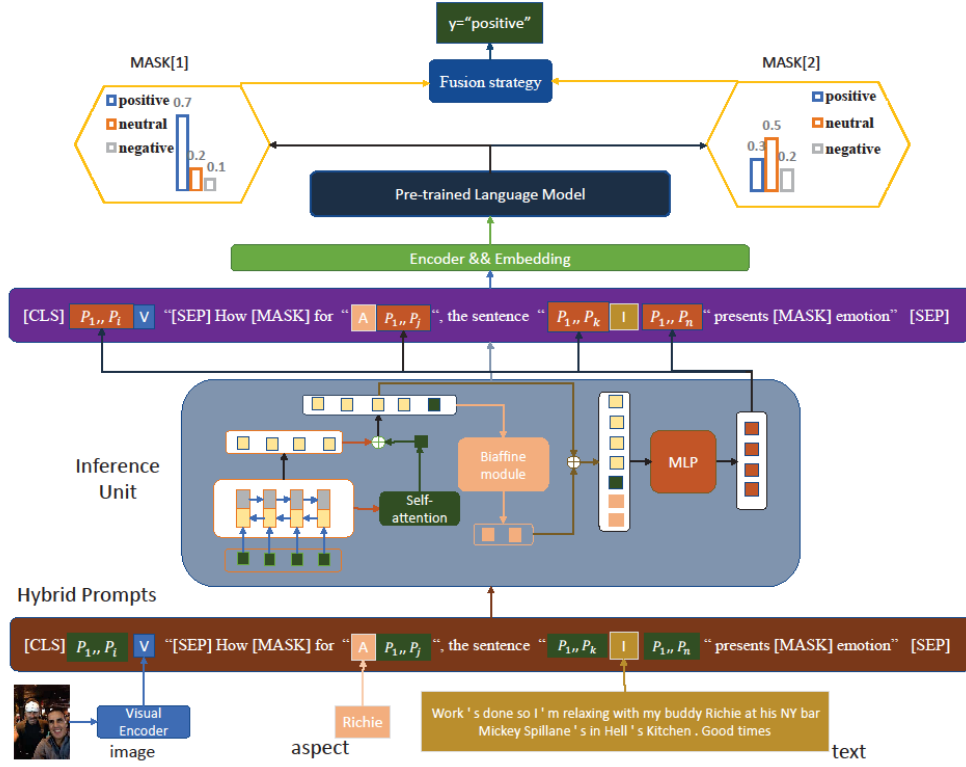 y=“positive”
MASK[1]
MASK[2]
Fusion strategy
positive
neutral
negative
0.7
0.2
0.1
positive
neutral
negative
0.3
0.5
0.2
Pre-trained Language Model
Encoder && Embedding
[CLS] P₁,, Pᵢ V “[SEP] How [MASK] for “ A P₁,, Pⱼ “, the sentence “ P₁,, Pₖ I P₁,, Pₙ “ presents [MASK] emotion” [SEP]
Inference
Unit
Self-
attention
Biaffine
module
MLP
Hybrid Prompts
[CLS] P₁,, Pᵢ V “[SEP] How [MASK] for “ A P₁,, Pⱼ “, the sentence “ P₁,, Pₖ I P₁,, Pₙ “ presents [MASK] emotion” [SEP]
Visual
Encoder
image
Richie
aspect
Work ' s done so I ' m relaxing with my buddy Richie at his NY bar
Mickey Spillane ' s in Hell ' s Kitchen . Good times
text